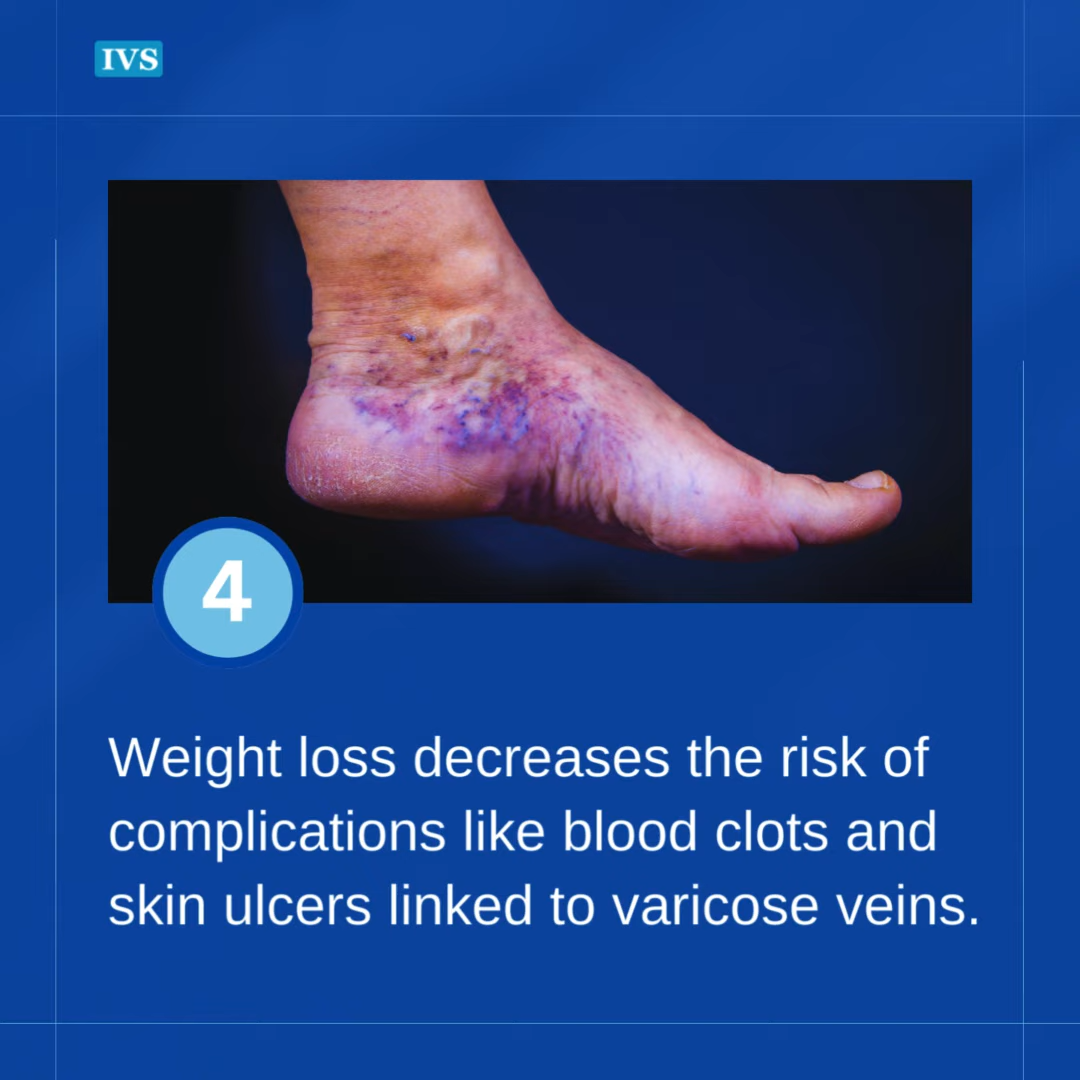 IVS
4
Weight loss decreases the risk of
complications like blood clots and
skin ulcers linked to varicose veins.